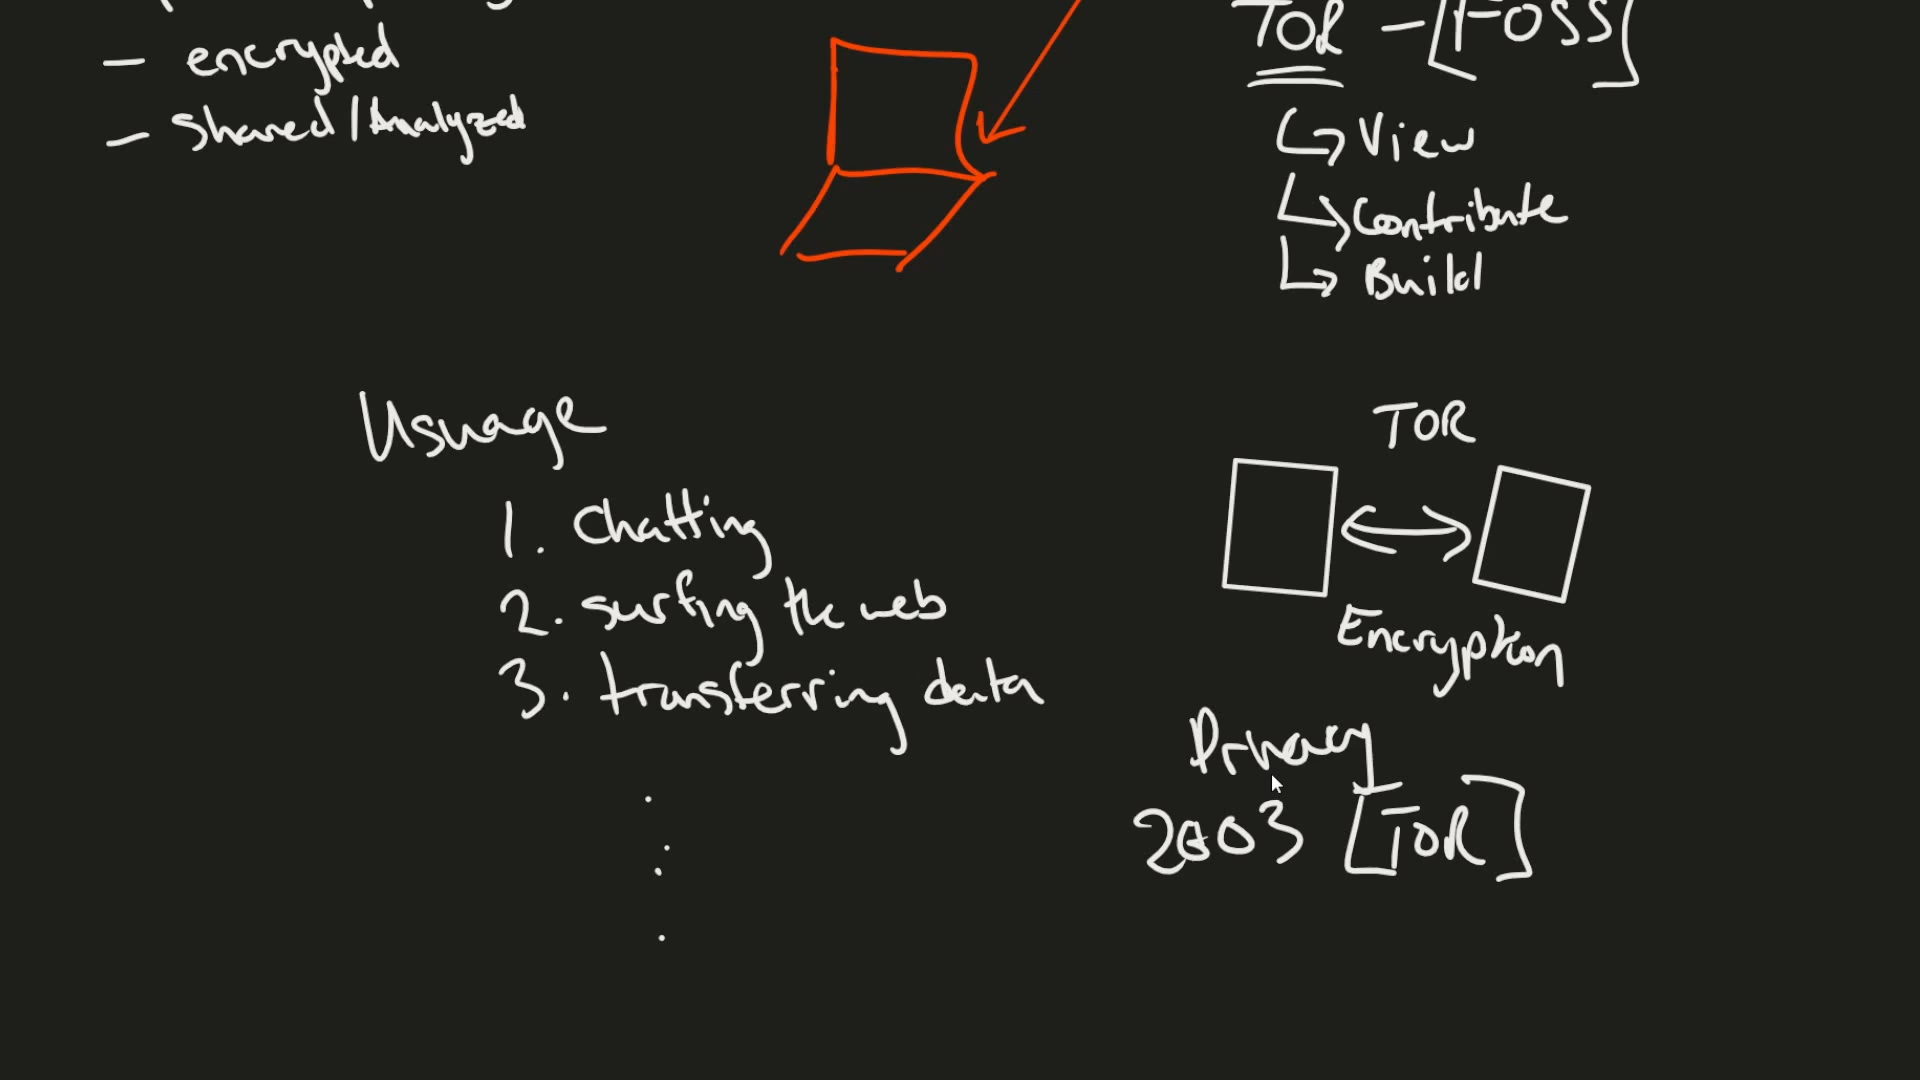 - encrypted
- Shared/Analyzed
TOR - [FOSS]
View
Contribute
Build
Usuage
1. Chatting
2. surfing the web
3. transferring data
TOR
Encryption
Privacy
2003 [TOR]